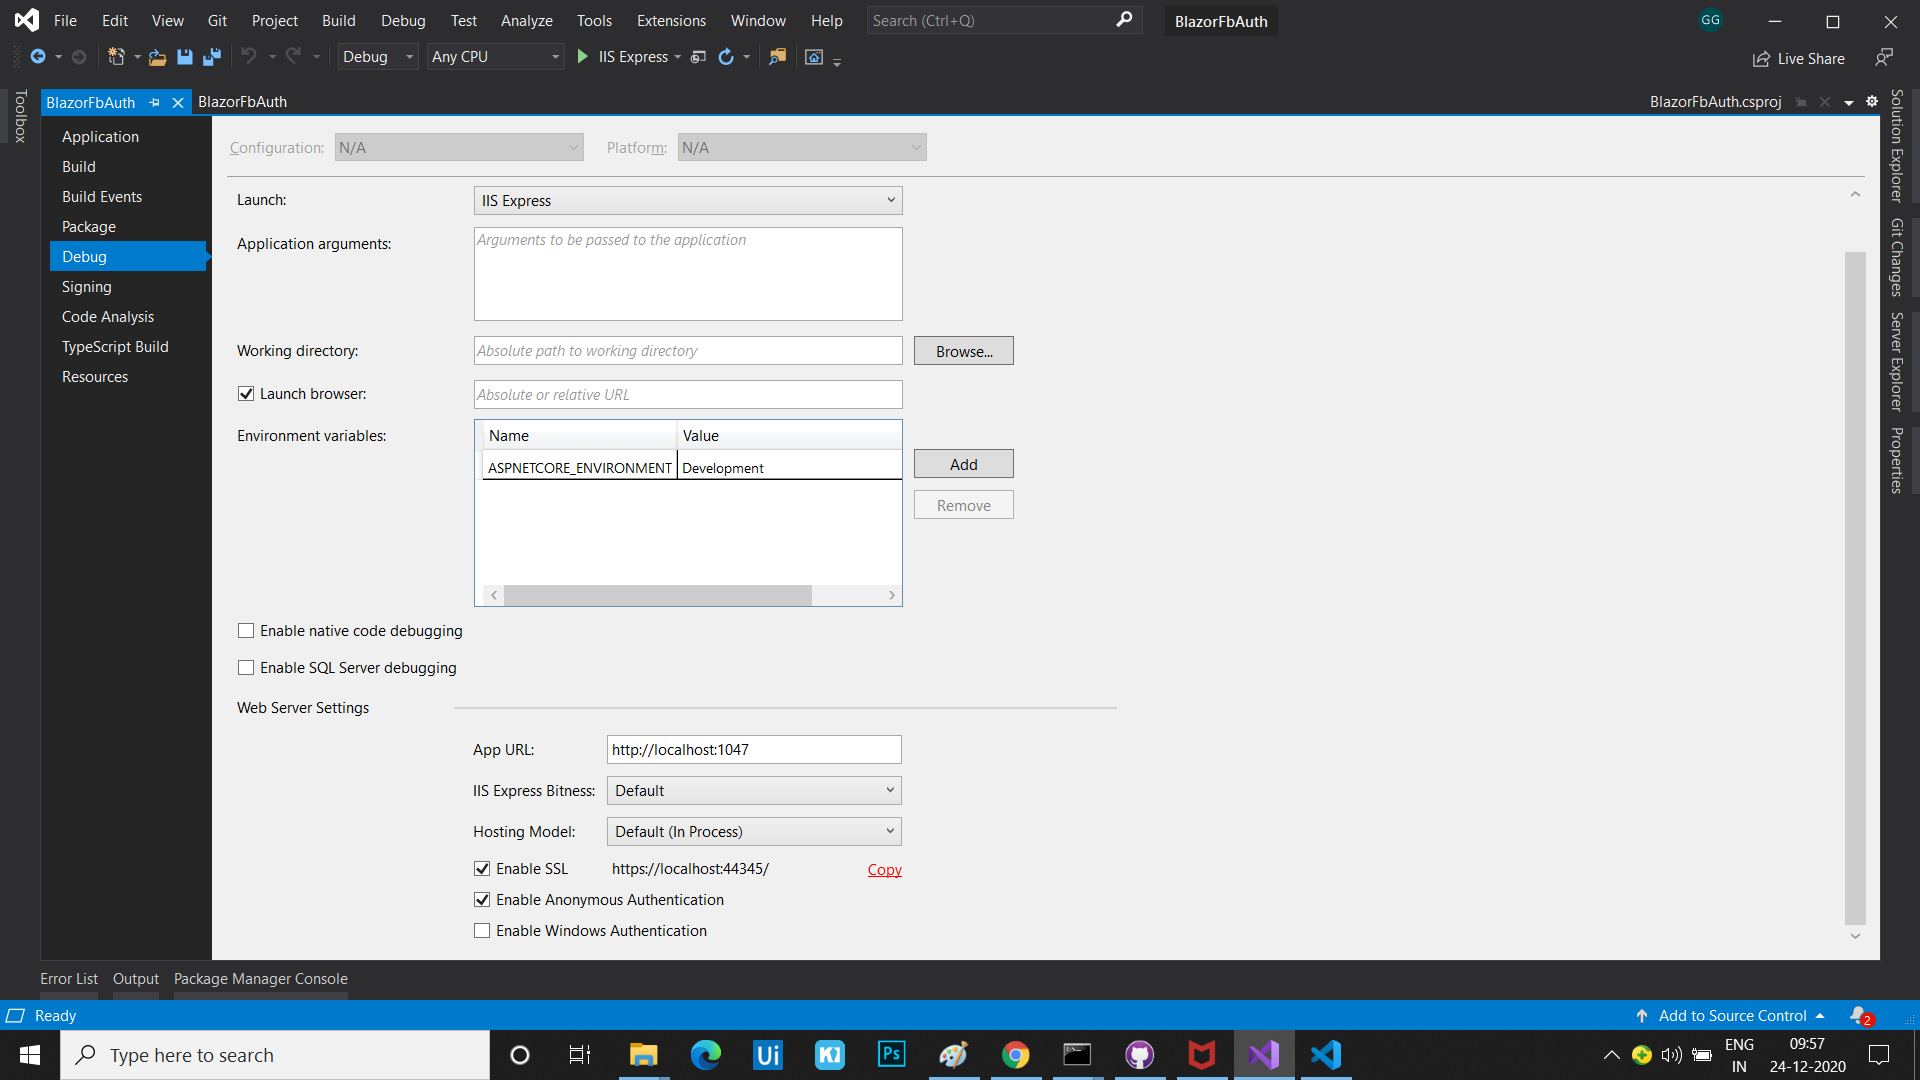 File Edit View Git Project Build Debug Test Analyze Tools Extensions Window Help Search (Ctrl+Q) BlazorFbAuth GG
Debug Any CPU IIS Express Live Share
Toolbox
BlazorFbAuth BlazorFbAuth BlazorFbAuth.csproj
Application
Build
Build Events
Package
Debug
Signing
Code Analysis
TypeScript Build
Resources
Configuration: N/A Platform: N/A
Launch: IIS Express
Application arguments: Arguments to be passed to the application
Working directory: Absolute path to working directory Browse...
Launch browser: Absolute or relative URL
Environment variables: Name Value
ASPNETCORE_ENVIRONMENT Development Add
Remove
Enable native code debugging
Enable SQL Server debugging
Web Server Settings
App URL: http://localhost:1047
IIS Express Bitness: Default
Hosting Model: Default (In Process)
Enable SSL https://localhost:44345/ Copy
Enable Anonymous Authentication
Enable Windows Authentication
Solution Explorer
Git Changes
Server Explorer
Properties
Error List Output Package Manager Console
Ready Add to Source Control 2
Type here to search Ui K Ps ENG 09:57
IN 24-12-2020